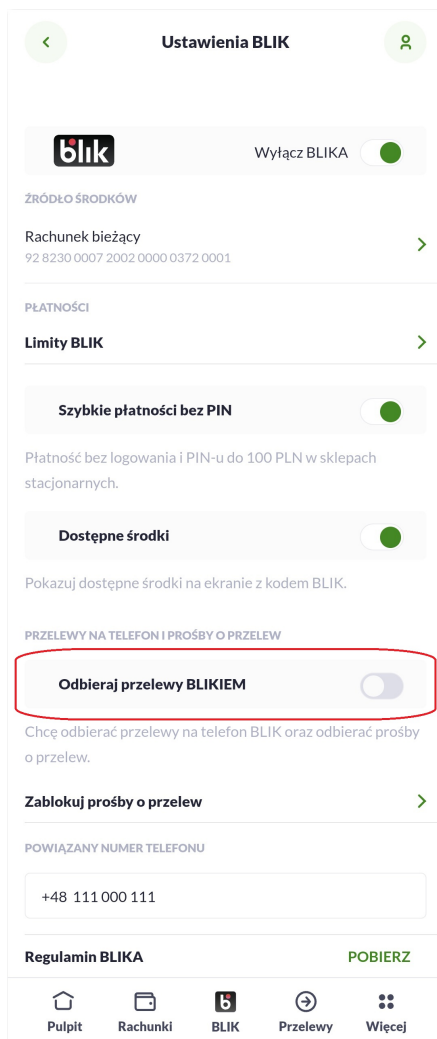 Ustawienia BLIK
blik
Wyłącz BLIKA
ŹRÓDŁO ŚRODKÓW
Rachunek bieżący
92 8230 0007 2002 0000 0372 0001
PŁATNOŚCI
Limity BLIK
Szybkie płatności bez PIN
Płatność bez logowania i PIN-u do 100 PLN w sklepach
stacjonarnych.
Dostępne środki
Pokazuj dostępne środki na ekranie z kodem BLIK.
PRZELEWY NA TELEFON I PROŚBY O PRZELEW
Odbieraj przelewy BLIKIEM
Chcę odbierać przelewy na telefon BLIK oraz odbierać prośby
o przelew.
Zablokuj prośby o przelew
POWIĄZANY NUMER TELEFONU
+48 111 000 111
Regulamin BLIKA
POBIERZ
Pulpit
Rachunki
BLIK
Przelewy
Więcej